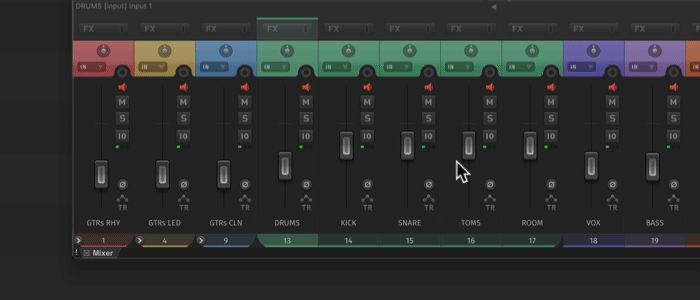 DRUMS [input] Input 1
FX FX FX FX FX FX FX FX FX FX
IN IN IN IN IN IN IN IN IN IN
M M M M M M M M M M
S S S S S S S S S S
IO IO IO IO IO IO IO IO IO IO
TR TR TR TR TR TR TR TR TR TR
GTRs RHY GTRs LED GTRs CLN DRUMS KICK SNARE TOMS ROOM VOX BASS
1 4 9 13 14 15 16 17 18 19
! Mixer